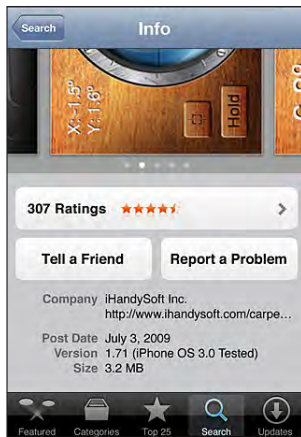 Search
Info
X: -1.5°
Y: 1.6°
Hold
307 Ratings
Tell a Friend
Report a Problem
Company iHandySoft Inc.
http://www.ihandysoft.com/carpe...
Post Date July 3, 2009
Version 1.71 (iPhone OS 3.0 Tested)
Size 3.2 MB
Featured
Categories
Top 25
Search
Updates